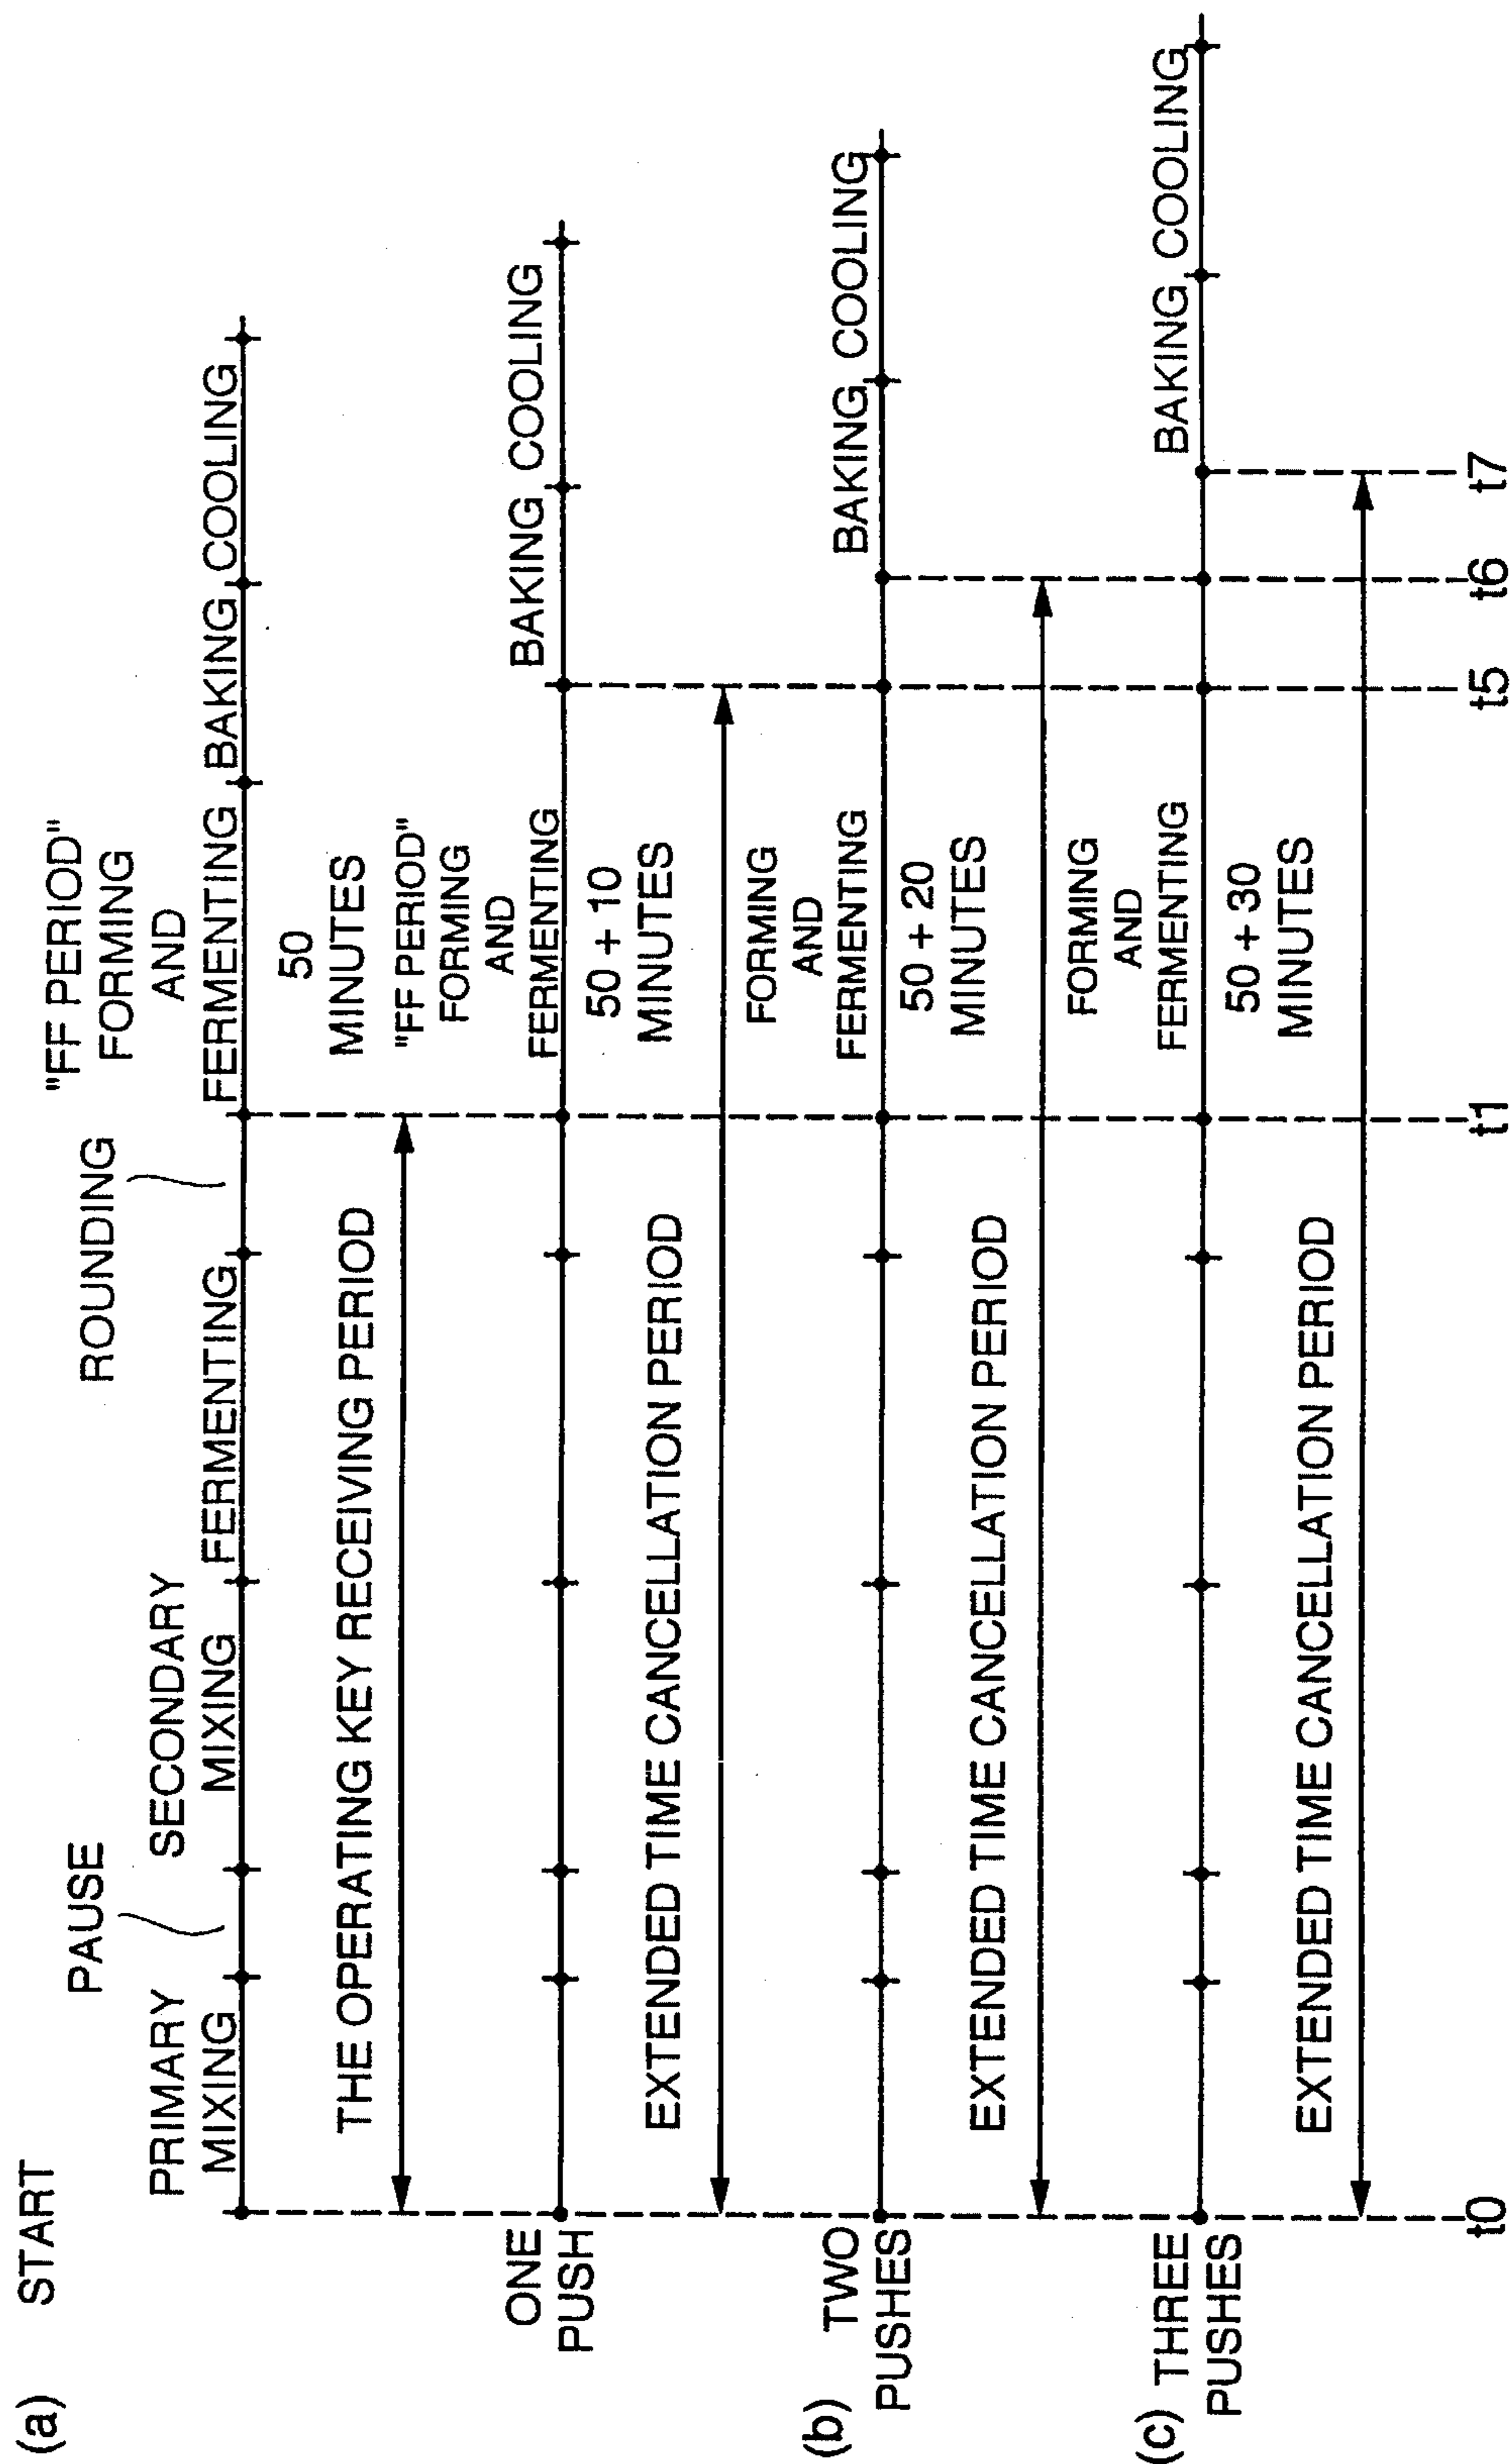 (a)
START
PRIMARY
MIXING
PAUSE
SECONDARY
MIXING
FERMENTING
ROUNDING
"FF PERIOD"
FORMING
AND
FERMENTING
BAKING
COOLING
THE OPERATING KEY RECEIVING PERIOD
50
MINUTES
ONE
PUSH
"FF PERIOD"
FORMING
AND
FERMENTING
BAKING
COOLING
EXTENDED TIME CANCELLATION PERIOD
50 + 10
MINUTES
(b)
TWO
PUSHES
FORMING
AND
FERMENTING
BAKING
COOLING
EXTENDED TIME CANCELLATION PERIOD
50 + 20
MINUTES
(c)
THREE
PUSHES
FORMING
AND
FERMENTING
BAKING
COOLING
EXTENDED TIME CANCELLATION PERIOD
50 + 30
MINUTES
t0
t1
t5
t6
t7